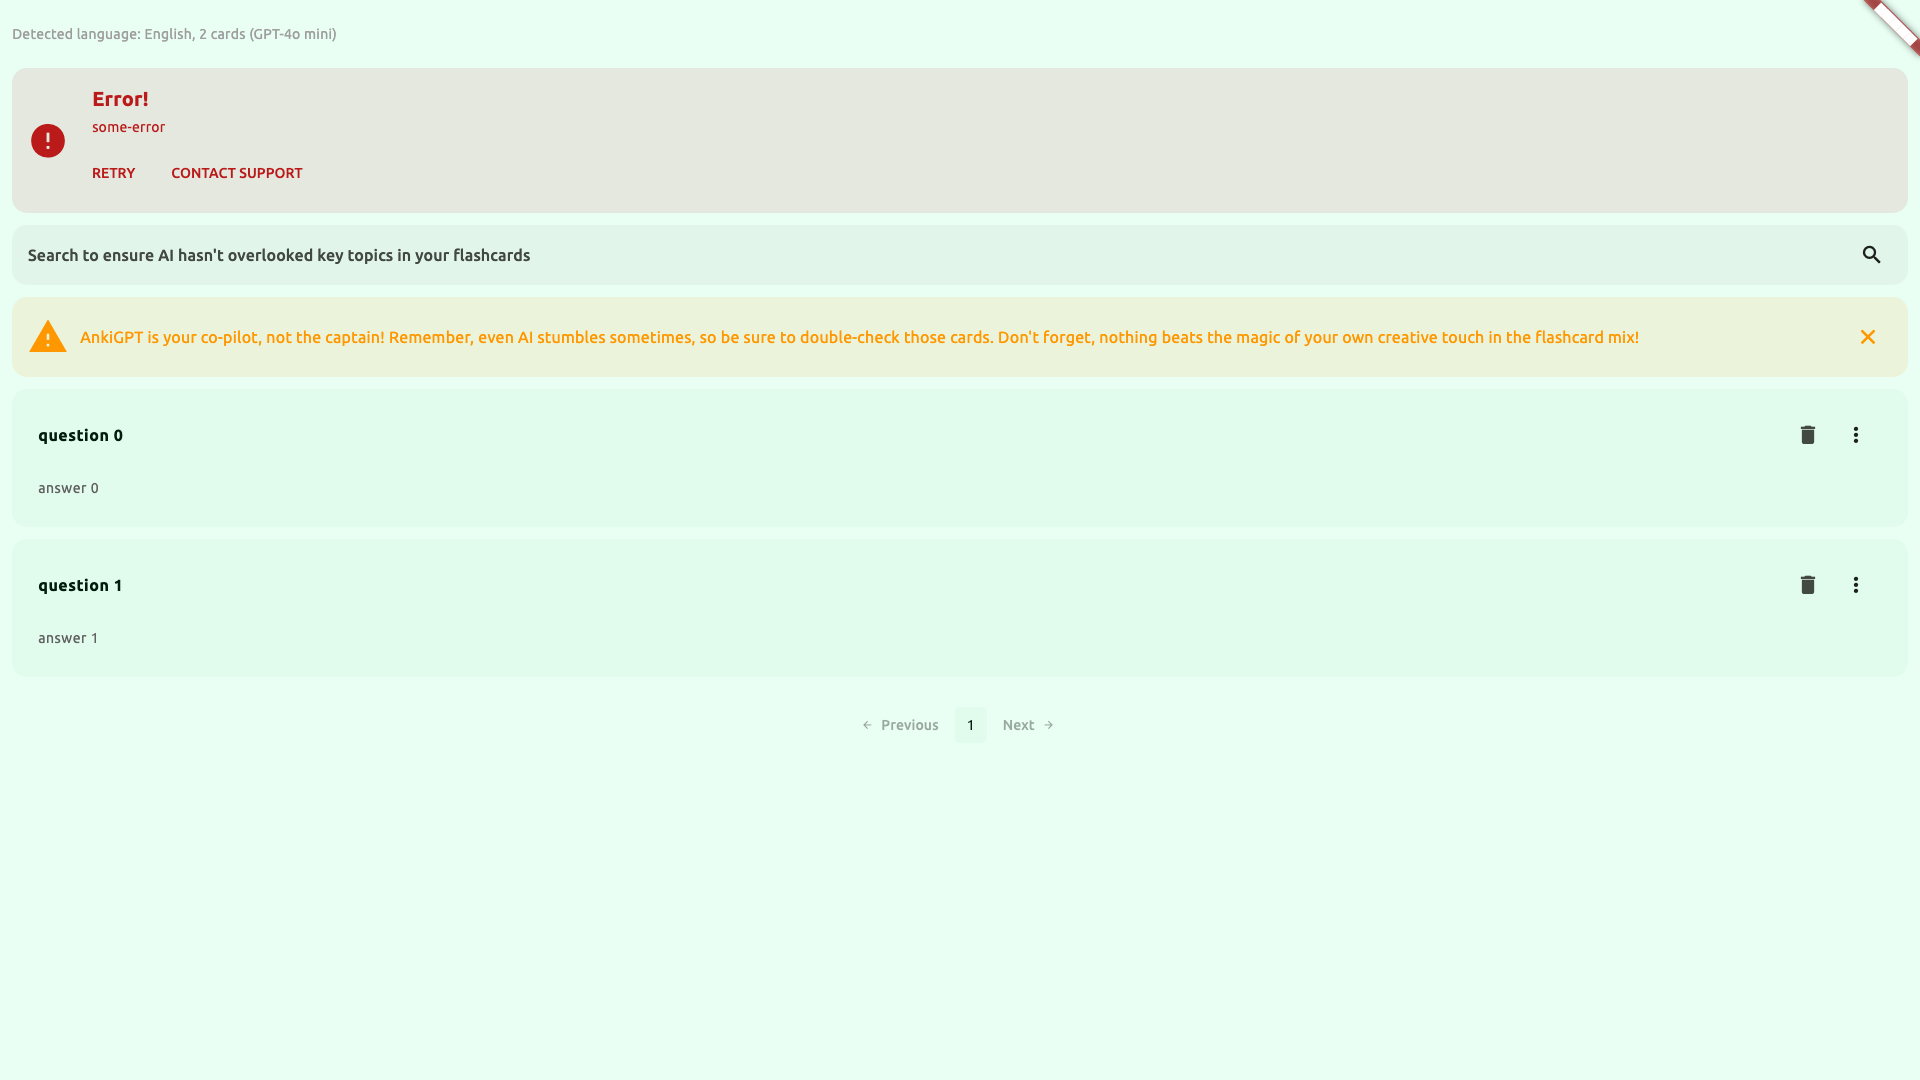 Detected language: English, 2 cards (GPT-4o mini)
Error!
some-error
RETRY CONTACT SUPPORT
Search to ensure AI hasn't overlooked key topics in your flashcards
AnkiGPT is your co-pilot, not the captain! Remember, even AI stumbles sometimes, so be sure to double-check those cards. Don't forget, nothing beats the magic of your own creative touch in the flashcard mix!
question 0
answer 0
question 1
answer 1
Previous 1 Next